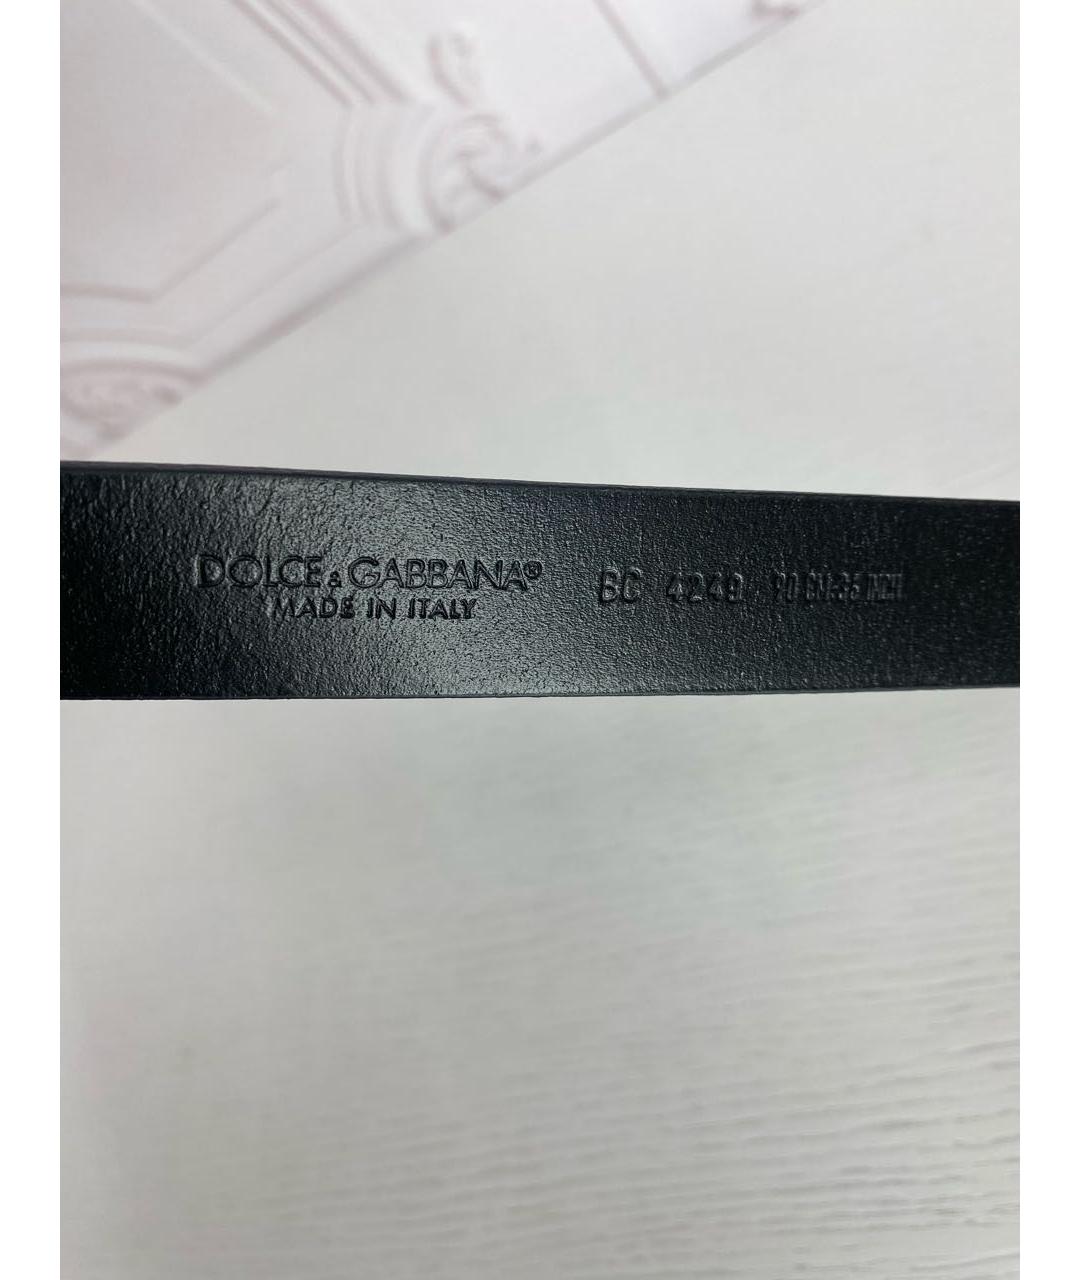 DOLCE & GABBANA® BC 4249 90 CM-36 INCH
MADE IN ITALY